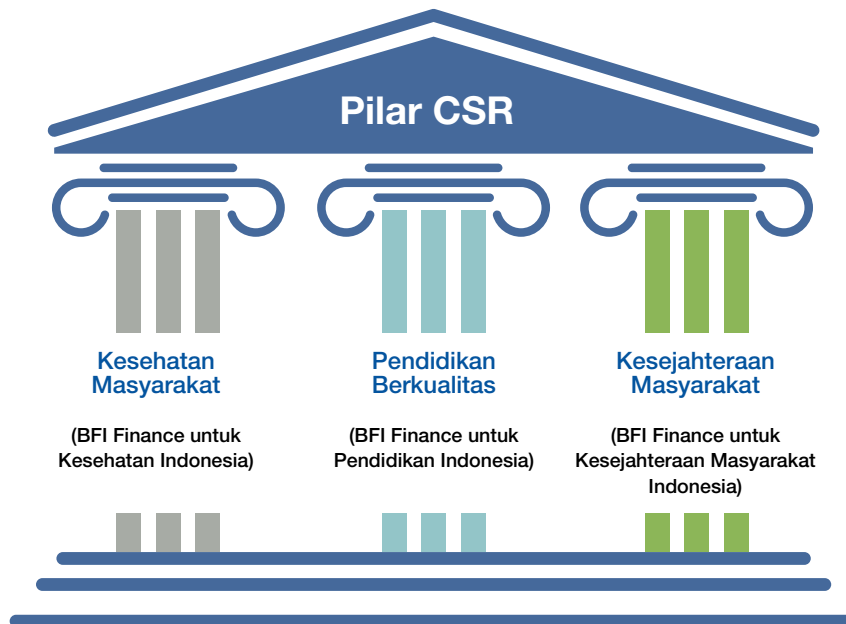 Pilar CSR
Kesehatan
Masyarakat
(BFI Finance untuk
Kesehatan Indonesia)
Pendidikan
Berkualitas
(BFI Finance untuk
Pendidikan Indonesia)
Kesejahteraan
Masyarakat
(BFI Finance untuk
Kesejahteraan Masyarakat
Indonesia)